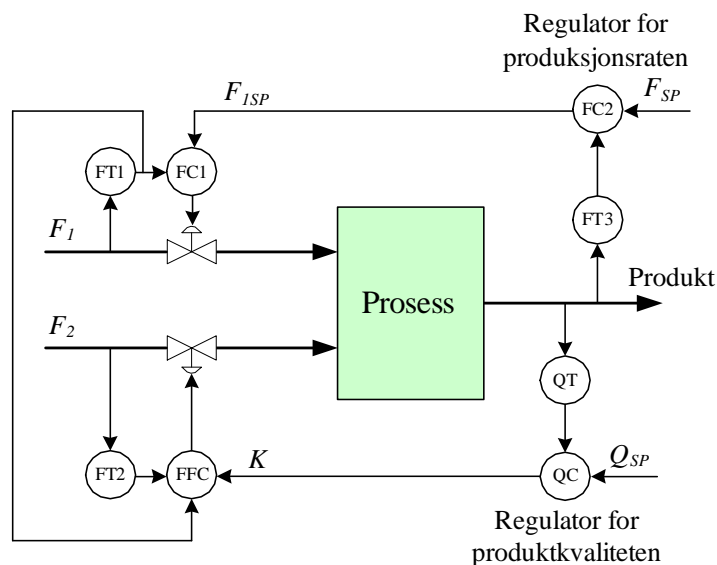 Regulator for
produksjonsraten
F1SP
FC2
FSP
FT1
FC1
FT3
F1
Produkt
Prosess
F2
QT
FT2
FFC
K
QC
QSP
Regulator for
produktkvaliteten